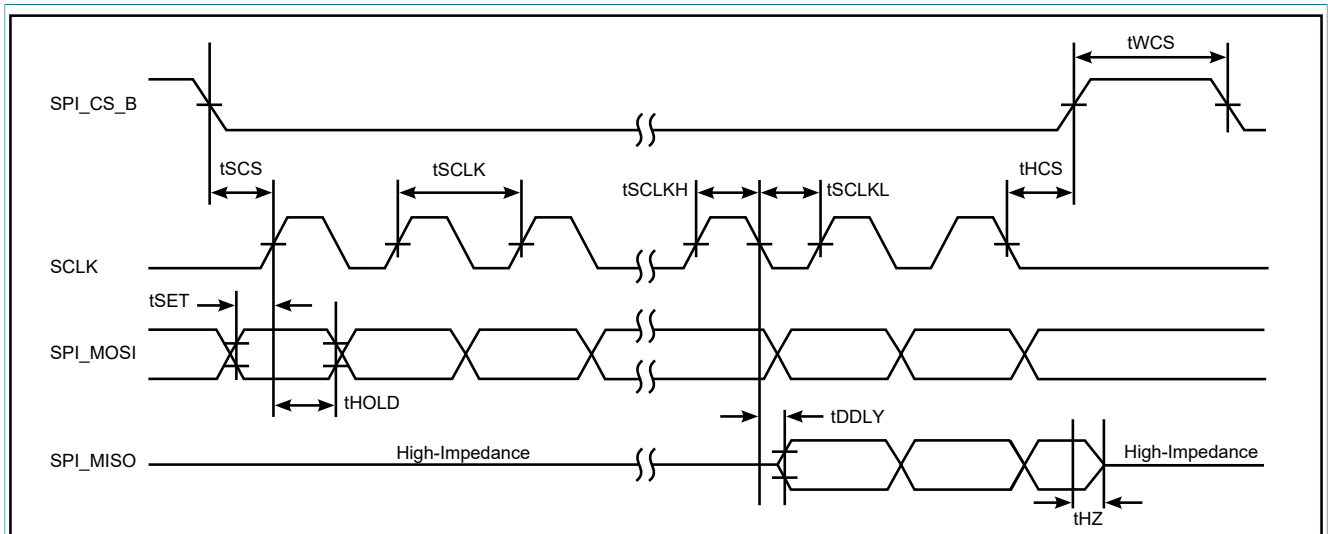 tWCS
SPI_CS_B
tSCS
tSCLK
tSCLKH
tSCLKL
tHCS
SCLK
tSET
SPI_MOSI
tHOLD
tDDLY
SPI_MISO
High-Impedance
High-Impedance
tHZ